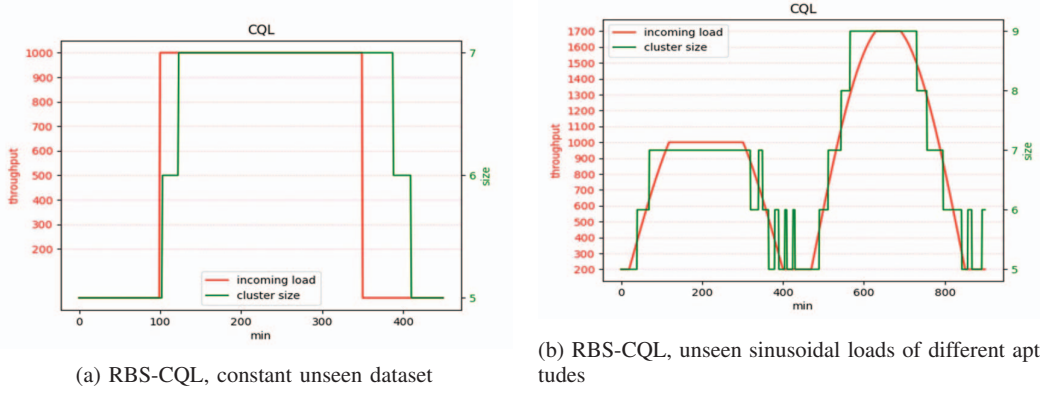 CQL
1000
900
800
700
600
500
400
300
200
throughput
7
6
5
size
incoming load
cluster size
0 100 200 300 400
min
(a) RBS-CQL, constant unseen dataset
CQL
incoming load
cluster size
1700
1600
1500
1400
1300
1200
1100
1000
900
800
700
600
500
400
300
200
throughput
9
8
7
6
5
size
0 200 400 600 800
min
(b) RBS-CQL, unseen sinusoidal loads of different apt
tudes